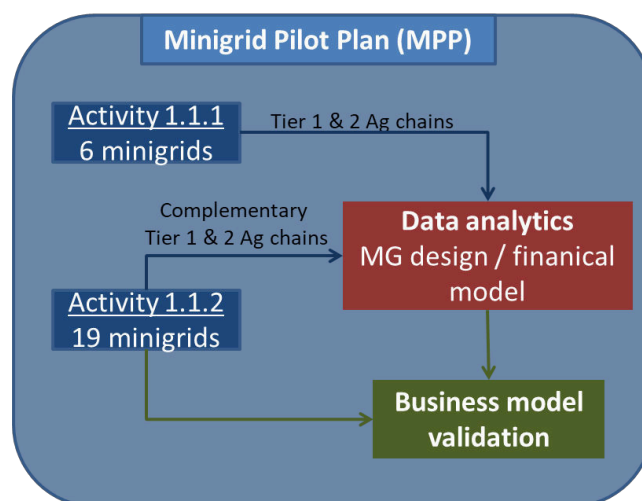 Minigrid Pilot Plan (MPP)
Activity 1.1.1
6 minigrids
Tier 1 & 2 Ag chains
Complementary
Tier 1 & 2 Ag chains
Data analytics
MG design / finanical
model
Activity 1.1.2
19 minigrids
Business model
validation